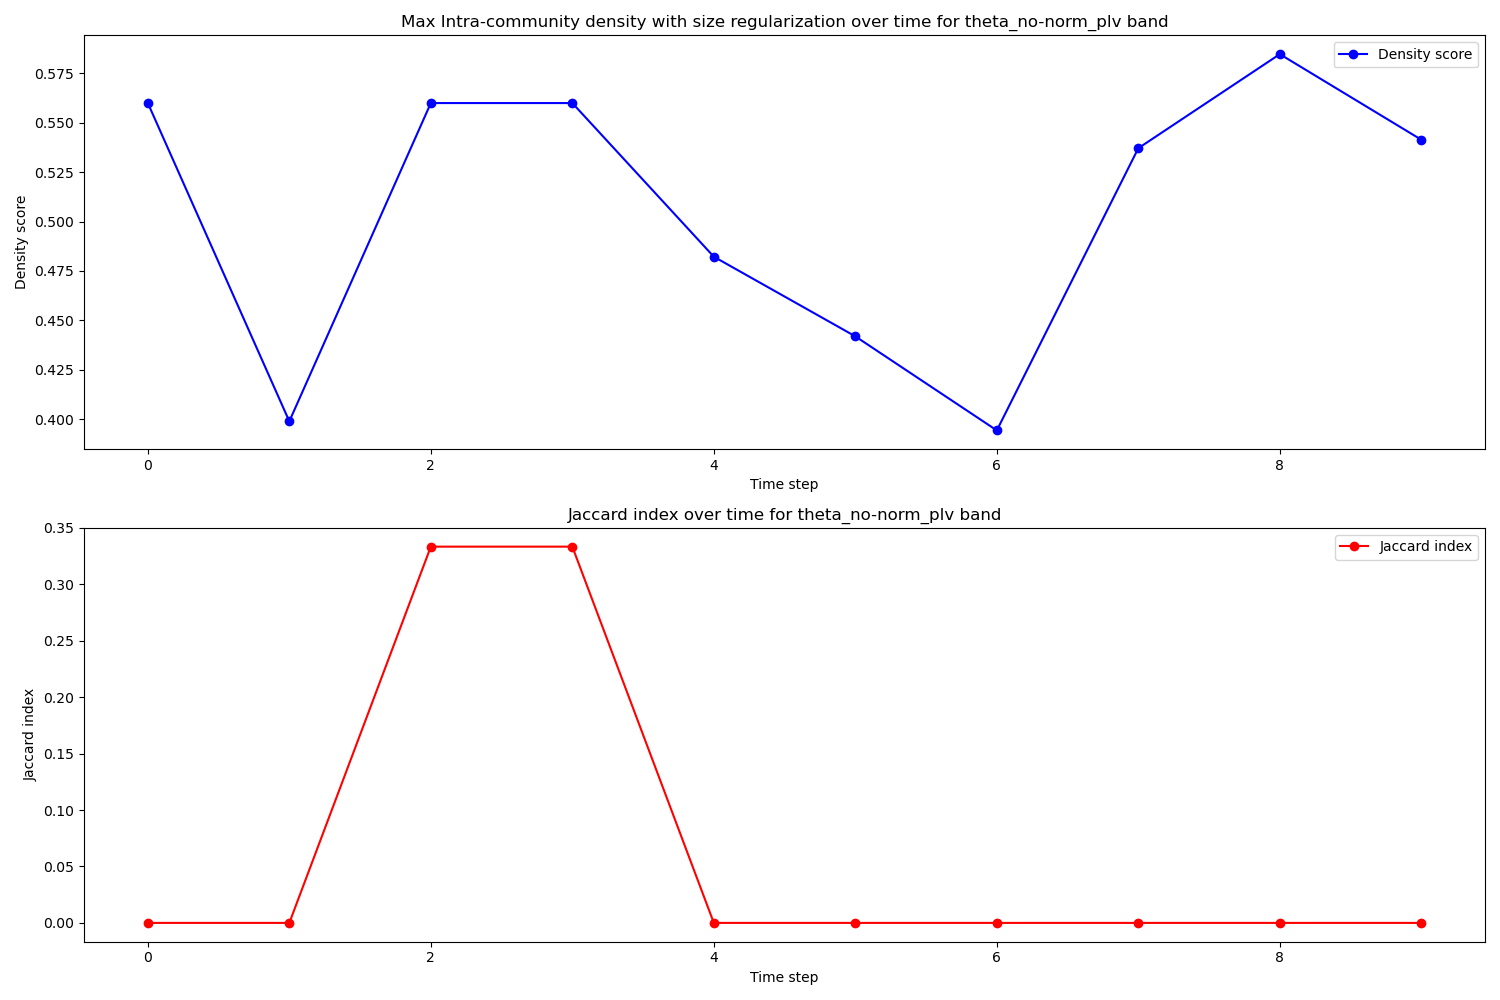 Max Intra-community density with size regularization over time for theta_no-norm_plv band
Density score
0.575
0.550
0.525
0.500
0.475
0.450
0.425
0.400
Density score
0 2 4 6 8
Time step
Jaccard index over time for theta_no-norm_plv band
Jaccard index
0.35
0.30
0.25
0.20
0.15
0.10
0.05
0.00
Jaccard index
0 2 4 6 8
Time step